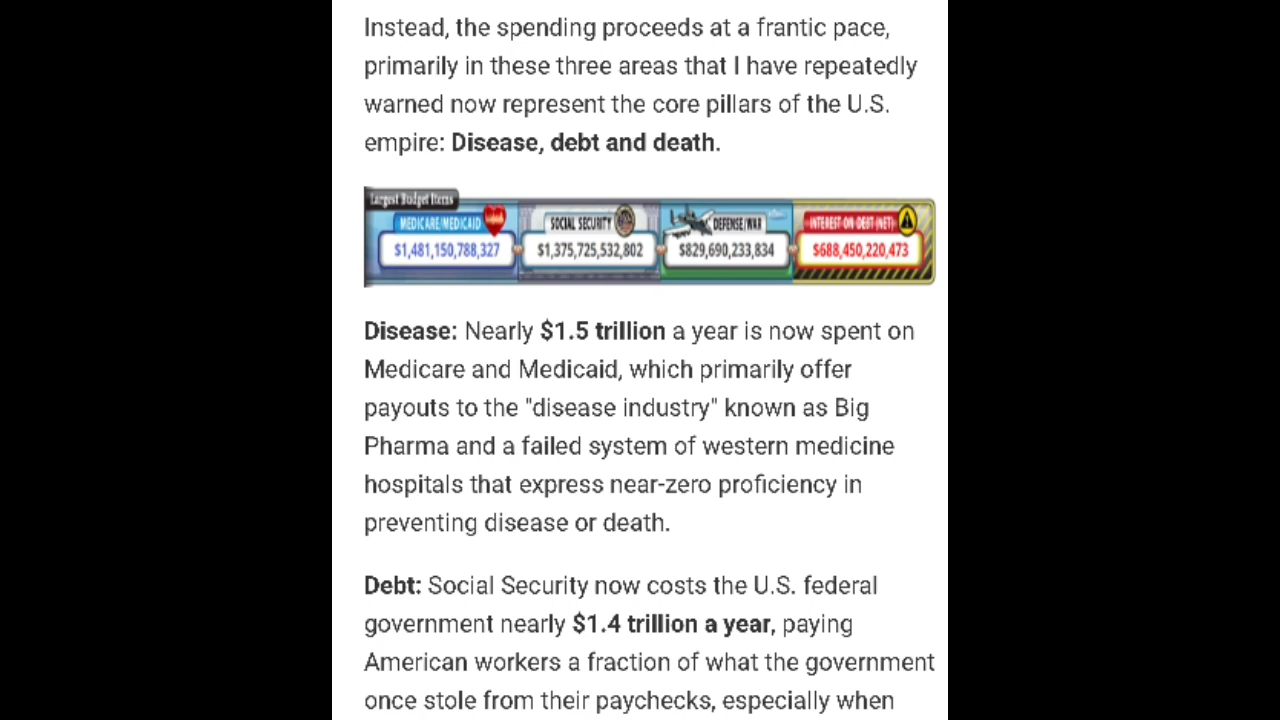 Instead, the spending proceeds at a frantic pace,
primarily in these three areas that I have repeatedly
warned now represent the core pillars of the U.S.
empire: Disease, debt and death.
Largest Budget Items
MEDICARE/MEDICAID SOCIAL SECURITY DEFENSE/WAR INTEREST ON DEBT (NET)
$1,481,150,788,327 $1,375,725,532,802 $829,690,233,834 $688,450,220,473
Disease: Nearly $1.5 trillion a year is now spent on
Medicare and Medicaid, which primarily offer
payouts to the "disease industry" known as Big
Pharma and a failed system of western medicine
hospitals that express near-zero proficiency in
preventing disease or death.
Debt: Social Security now costs the U.S. federal
government nearly $1.4 trillion a year, paying
American workers a fraction of what the government
once stole from their paychecks, especially when